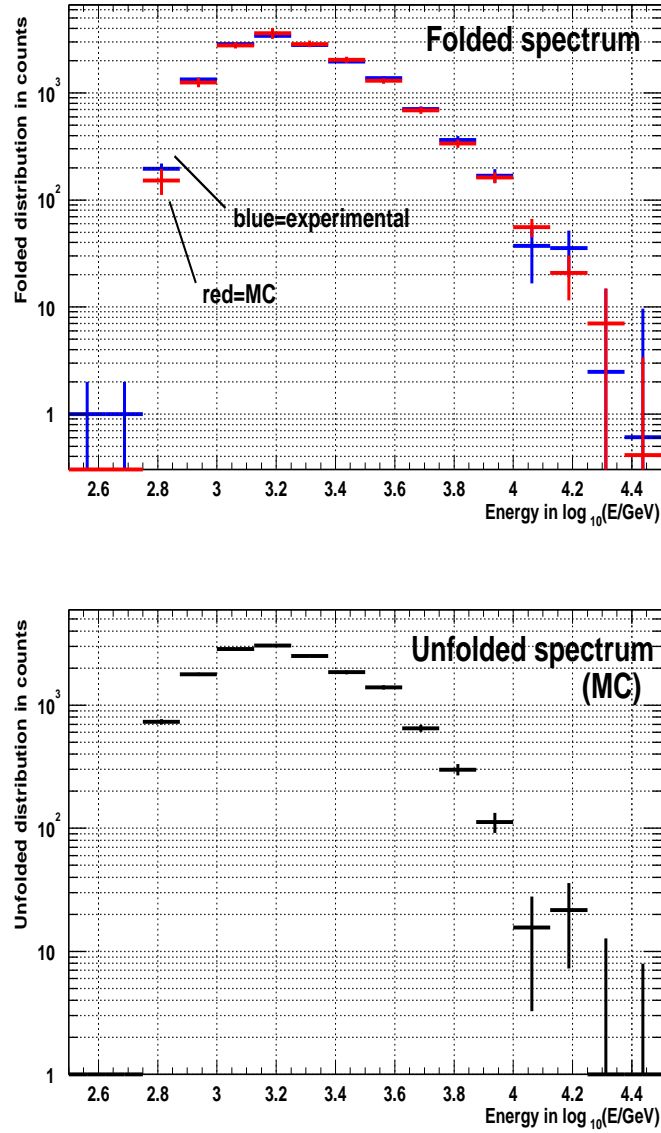 Folded spectrum
Folded distribution in counts
10³
10²
10
1
blue=experimental
red=MC
2.6 2.8 3 3.2 3.4 3.6 3.8 4 4.2 4.4
Energy in log₁₀(E/GeV)
Unfolded spectrum
(MC)
Unfolded distribution in counts
10³
10²
10
1
2.6 2.8 3 3.2 3.4 3.6 3.8 4 4.2 4.4
Energy in log₁₀(E/GeV)